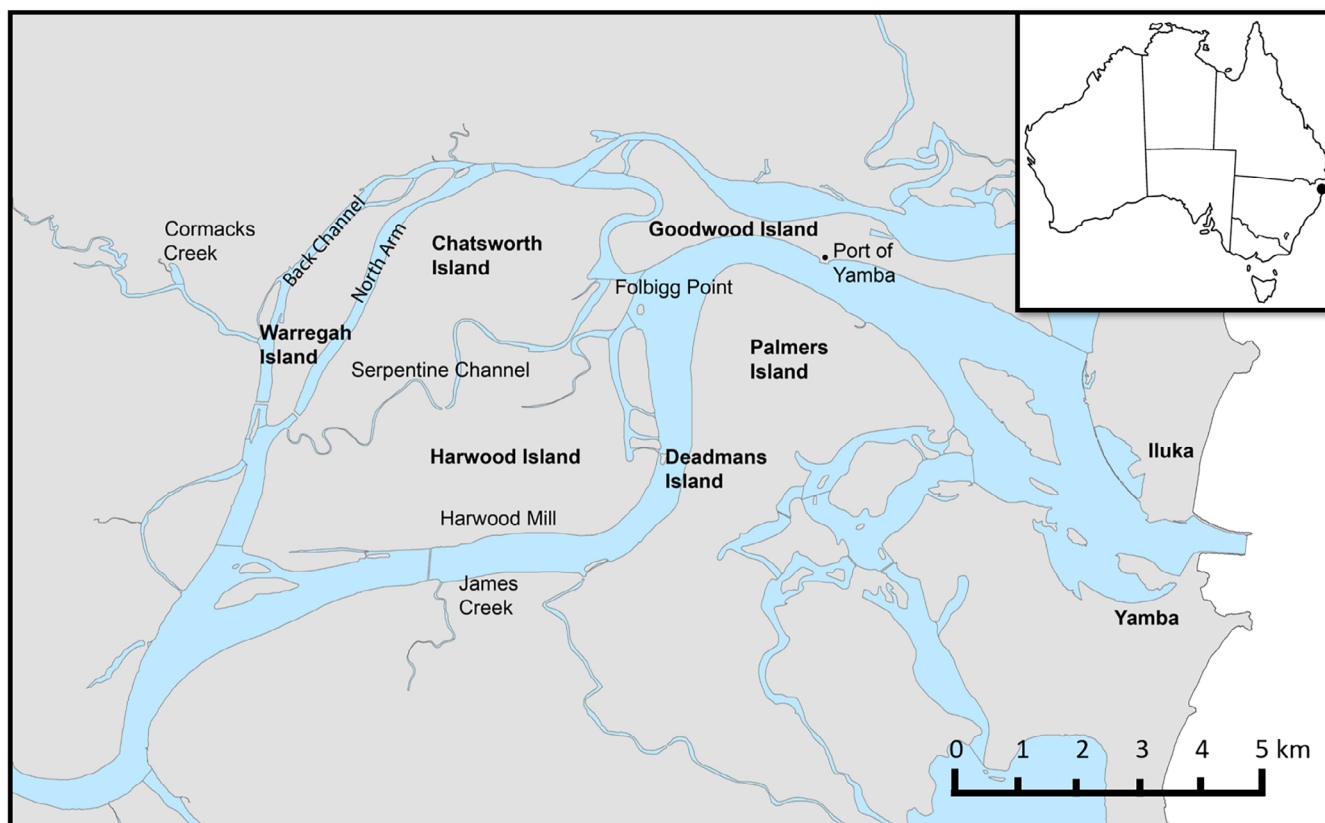 Cormacks
Creek
Back Channel
North Arm
Chatsworth
Island
Goodwood Island
Port of
Yamba
Folbigg Point
Warregah
Island
Serpentine Channel
Palmers
Island
Harwood Island
Deadmans
Island
Iluka
Harwood Mill
James
Creek
Yamba
0 1 2 3 4 5 km